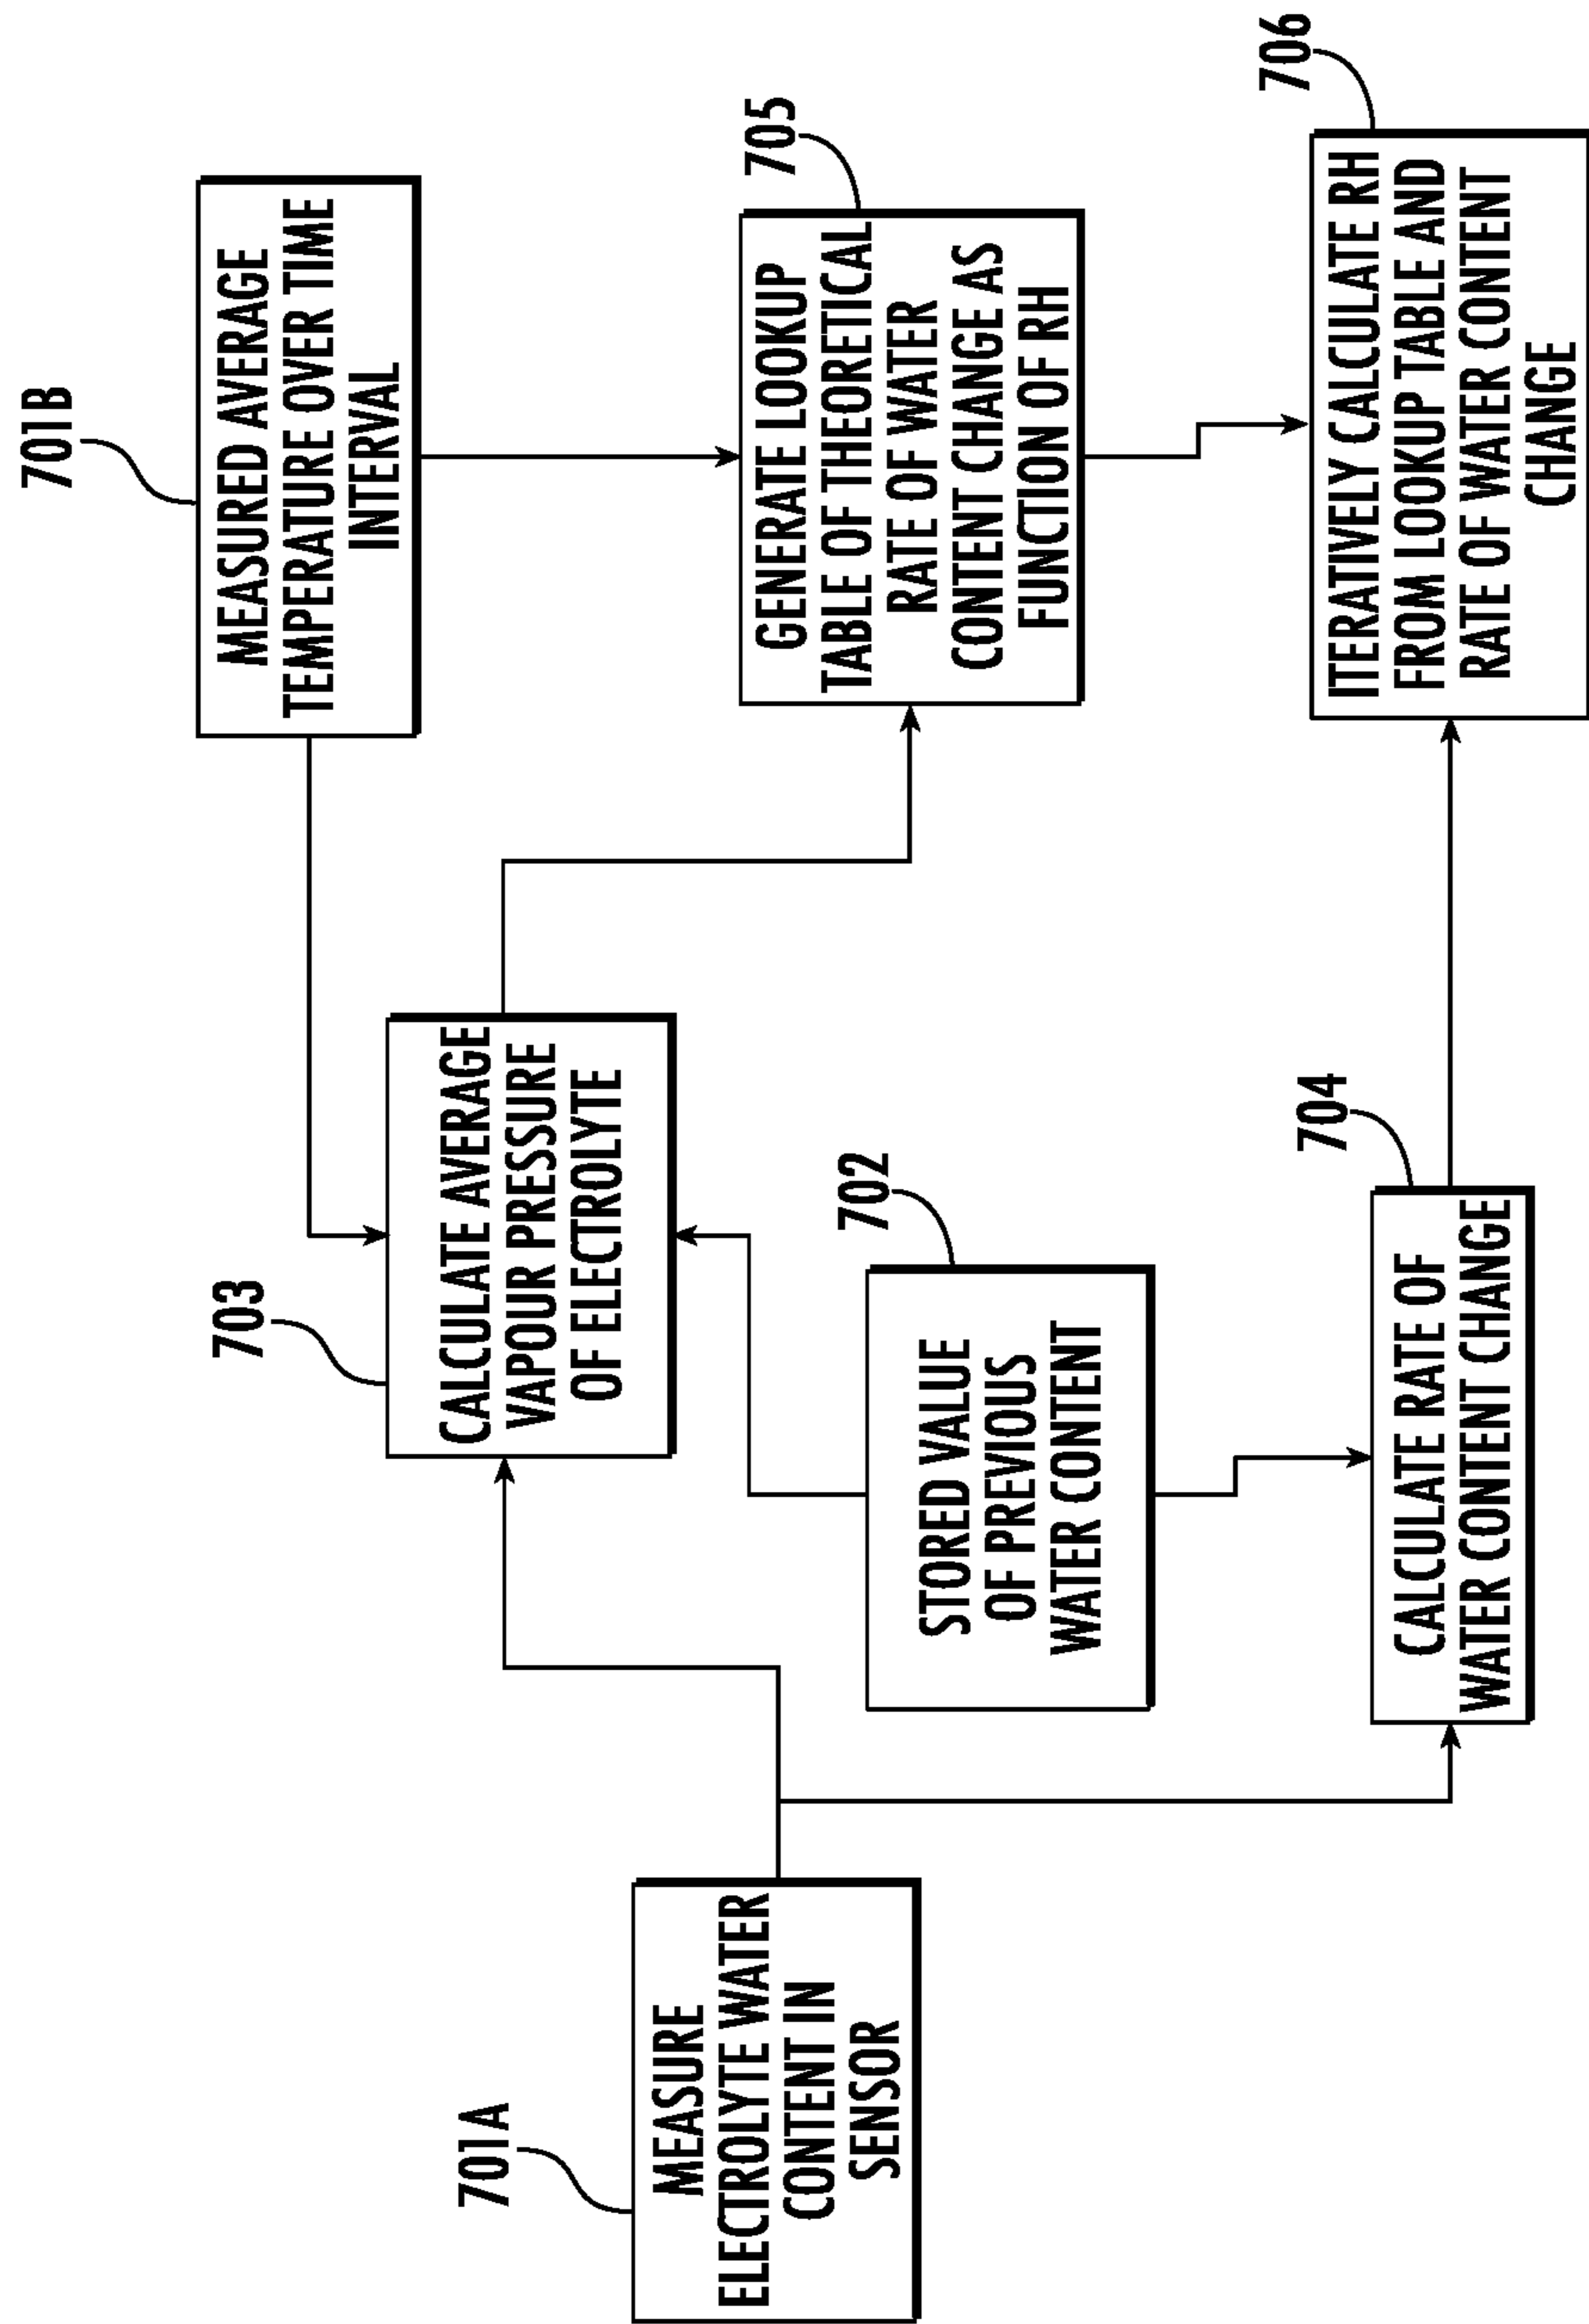 701A
MEASURE
ELECTROLYTE WATER
CONTENT IN
SENSOR
703
CALCULATE AVERAGE
VAPOUR PRESSURE
OF ELECTROLYTE
702
STORED VALUE
OF PREVIOUS
WATER CONTENT
704
CALCULATE RATE OF
WATER CONTENT CHANGE
701B
MEASURED AVERAGE
TEMPERATURE OVER TIME
INTERVAL
705
GENERATE LOOKUP
TABLE OF THEORETICAL
RATE OF WATER
CONTENT CHANGE AS
FUNCTION OF RH
706
ITERATIVELY CALCULATE RH
FROM LOOKUP TABLE AND
RATE OF WATER CONTENT
CHANGE